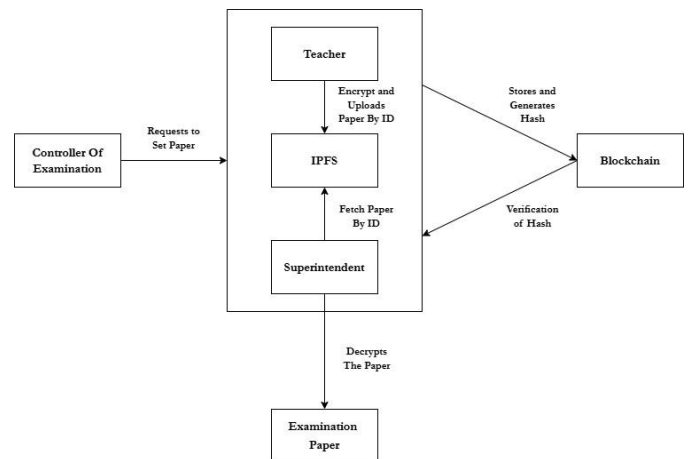 Teacher
Encrypt and
Uploads
Paper By ID
Stores and
Generates
Hash
Requests to
Set Paper
Controller Of
Examination
IPFS
Blockchain
Fetch Paper
By ID
Verification
of Hash
Superintendent
Decrypts
The Paper
Examination
Paper